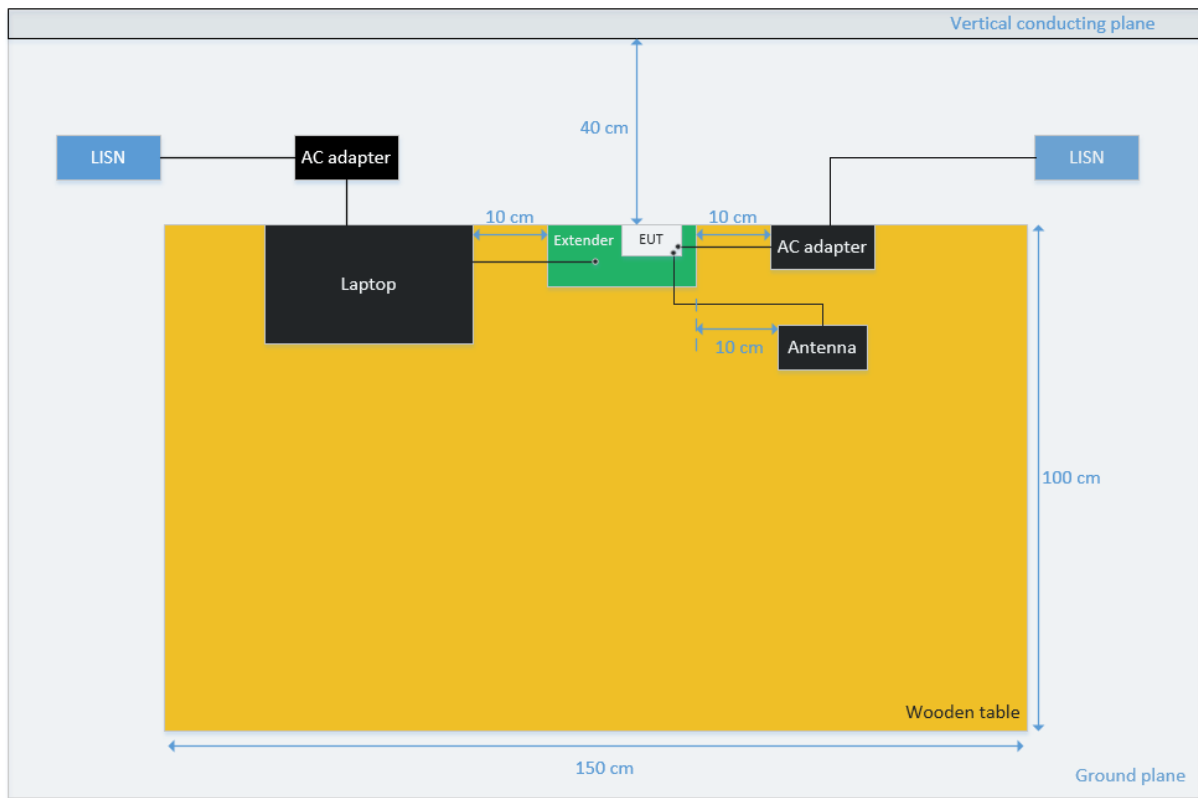 Vertical conducting plane
40 cm
LISN
AC adapter
LISN
10 cm
10 cm
Extender
EUT
AC adapter
Laptop
10 cm
Antenna
100 cm
Wooden table
150 cm
Ground plane